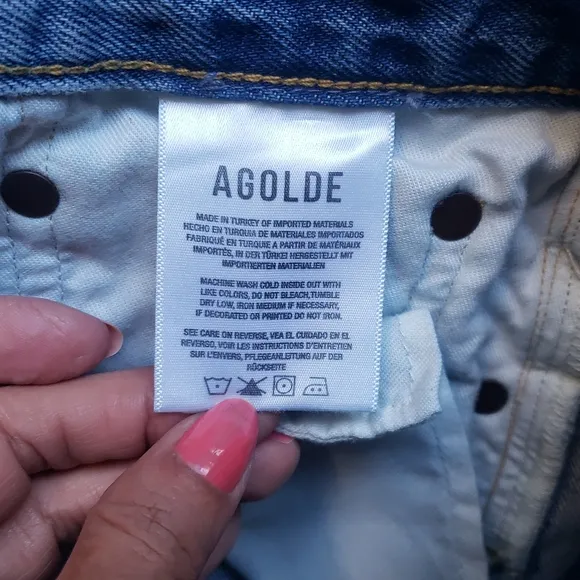 AGOLDE
MADE IN TURKEY OF IMPORTED MATERIALS
HECHO EN TURQUIA DE MATERIALES IMPORTADOS
FABRIQUÉ EN TURQUIE A PARTIR DE MATÉRIAUX
IMPORTÉS, IN DER TÜRKEI HERGESTELLT MIT
IMPORTIERTEN MATERIALIEN
MACHINE WASH COLD INSIDE OUT WITH
LIKE COLORS, DO NOT BLEACH,TUMBLE
DRY LOW, IRON MEDIUM IF NECESSARY,
IF DECORATED OR PRINTED DO NOT IRON.
SEE CARE ON REVERSE, VEA EL CUIDADO EN EL
REVERSO, VOIR LES INSTRUCTIONS D'ENTRETIEN
SUR L'ENVERS, PFLEGEANLEITUNG AUF DER
RÜCKSEITE